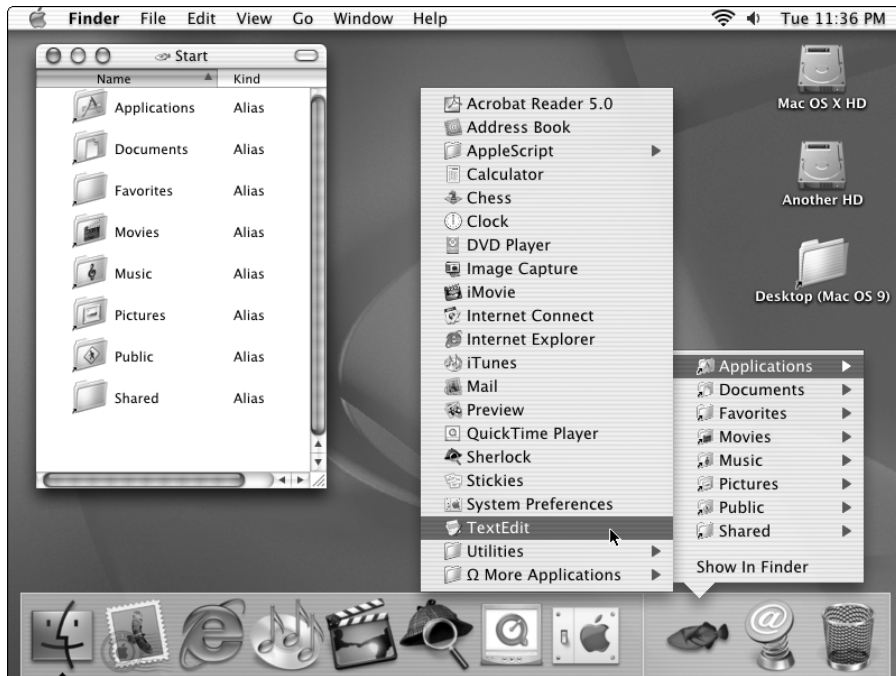 Finder File Edit View Go Window Help Tue 11:36 PM
Start
Name Kind
Applications Alias
Documents Alias
Favorites Alias
Movies Alias
Music Alias
Pictures Alias
Public Alias
Shared Alias
Acrobat Reader 5.0
Address Book
AppleScript
Calculator
Chess
Clock
DVD Player
Image Capture
iMovie
Internet Connect
Internet Explorer
iTunes
Mail
Preview
QuickTime Player
Sherlock
Stickies
System Preferences
TextEdit
Utilities
Ω More Applications
Mac OS X HD
Another HD
Desktop (Mac OS 9)
Applications
Documents
Favorites
Movies
Music
Pictures
Public
Shared
Show In Finder